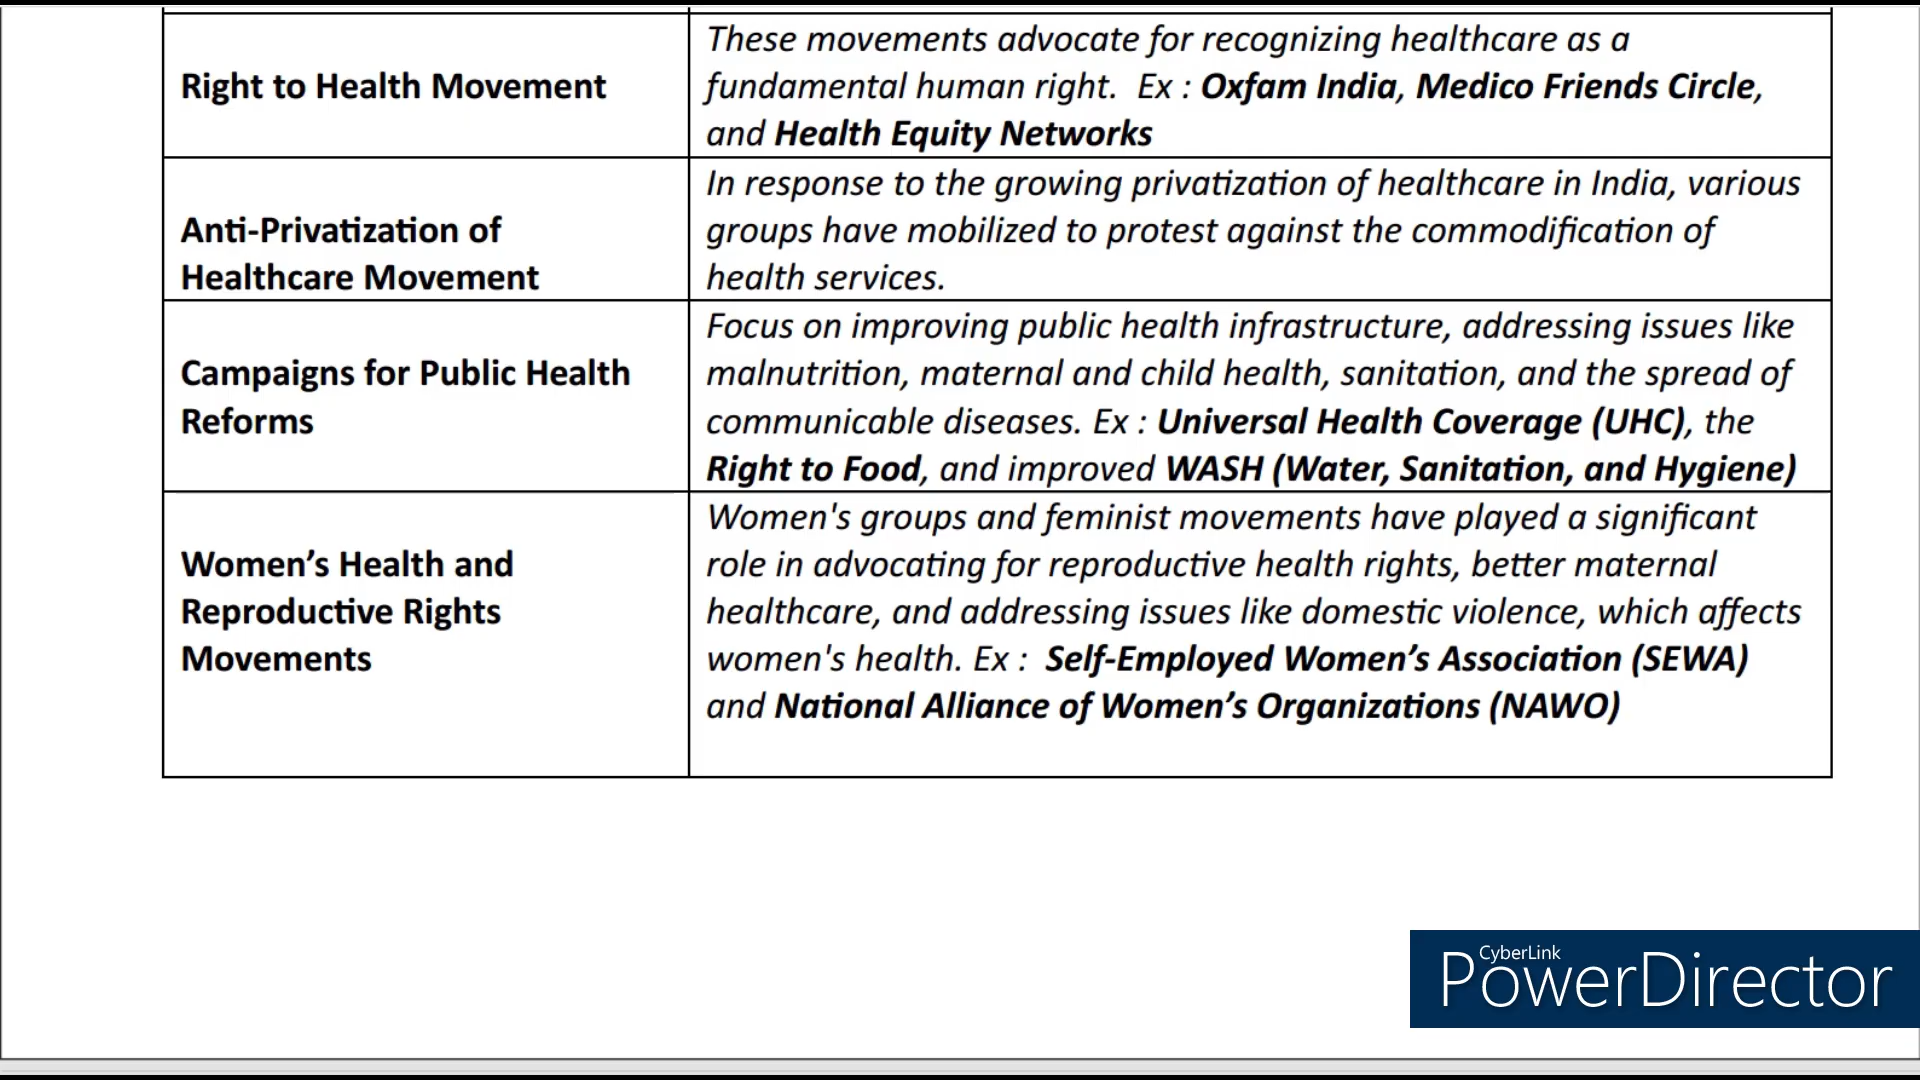 Right to Health Movement
These movements advocate for recognizing healthcare as a
fundamental human right.  Ex : Oxfam India, Medico Friends Circle,
and Health Equity Networks
Anti-Privatization of
Healthcare Movement
In response to the growing privatization of healthcare in India, various
groups have mobilized to protest against the commodification of
health services.
Campaigns for Public Health
Reforms
Focus on improving public health infrastructure, addressing issues like
malnutrition, maternal and child health, sanitation, and the spread of
communicable diseases. Ex : Universal Health Coverage (UHC), the
Right to Food, and improved WASH (Water, Sanitation, and Hygiene)
Women’s Health and
Reproductive Rights
Movements
Women's groups and feminist movements have played a significant
role in advocating for reproductive health rights, better maternal
healthcare, and addressing issues like domestic violence, which affects
women's health. Ex :  Self-Employed Women’s Association (SEWA)
and National Alliance of Women’s Organizations (NAWO)
CyberLink
PowerDirector